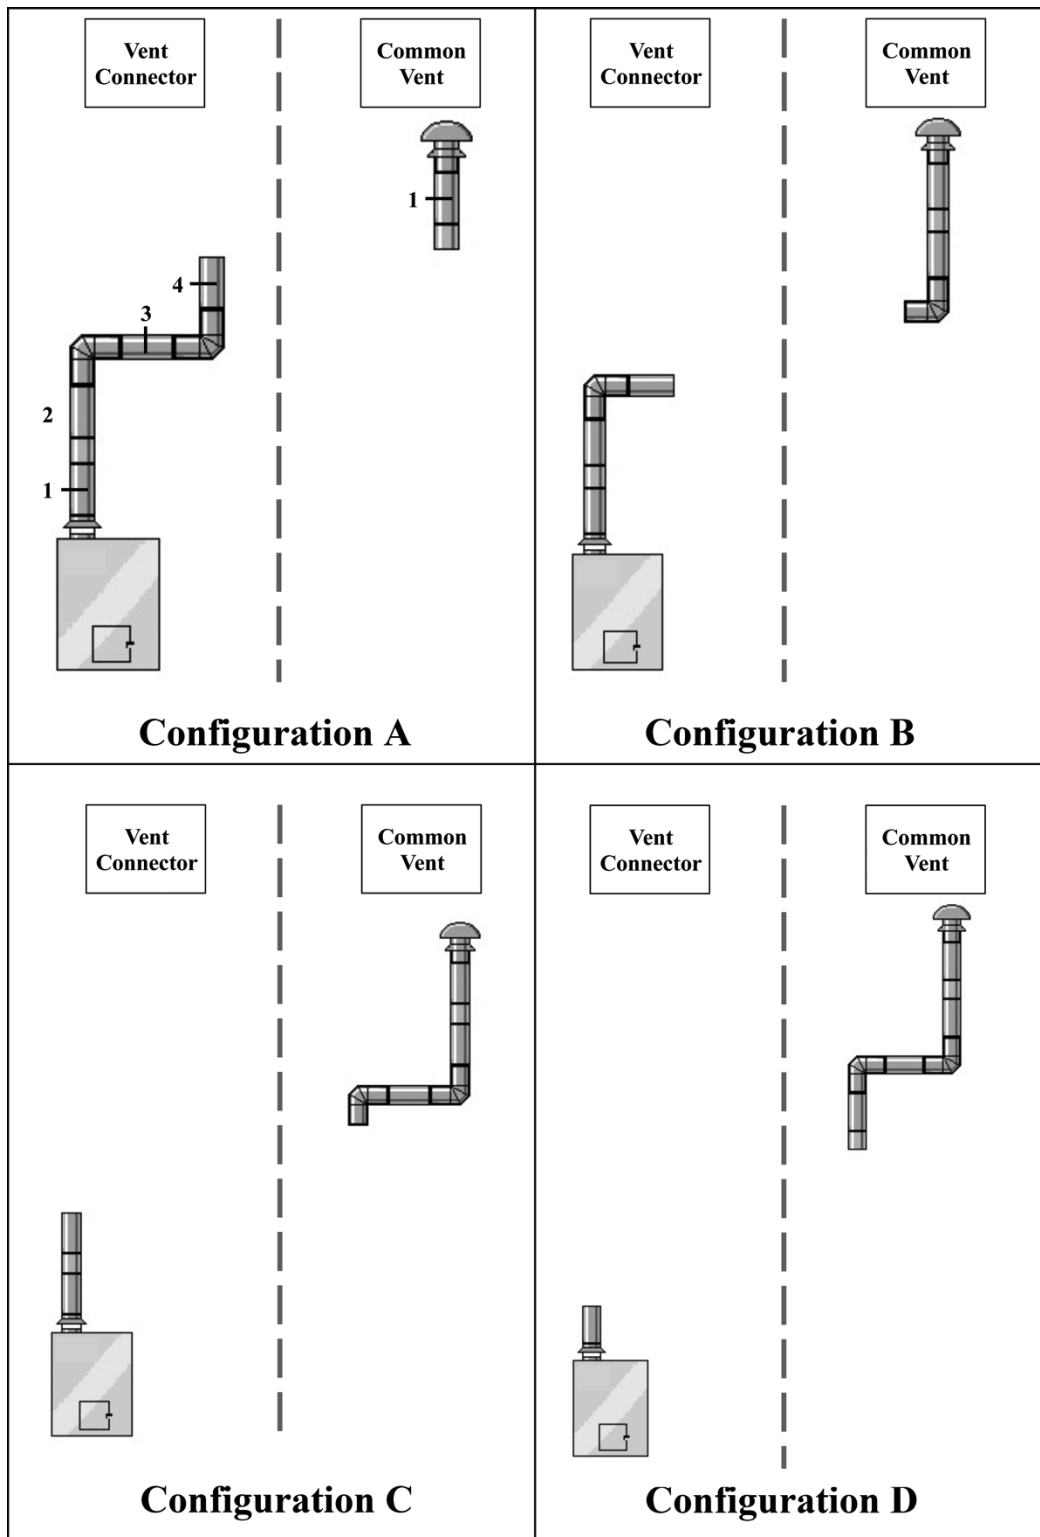 Vent
Connector
Common
Vent
1
4
3
2
1
Configuration A
Vent
Connector
Common
Vent
Configuration B
Vent
Connector
Common
Vent
Configuration C
Vent
Connector
Common
Vent
Configuration D